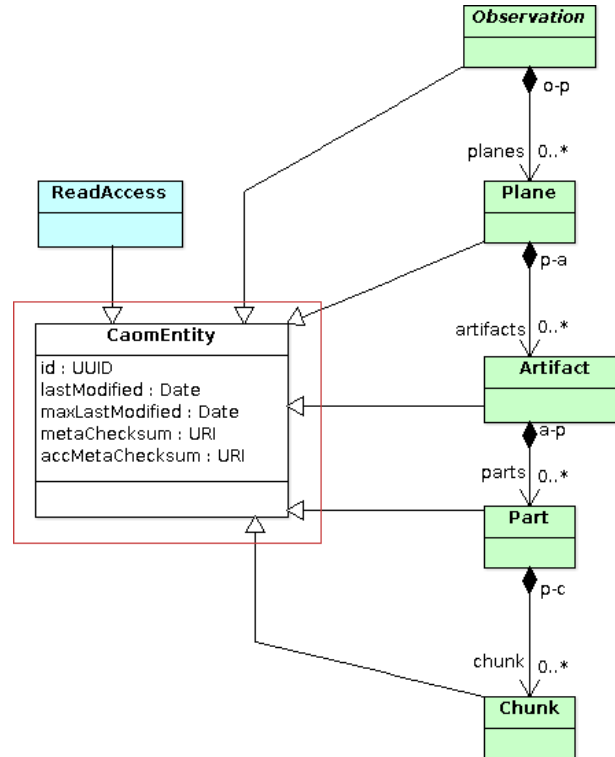 Observation
o-p
planes 0..*
ReadAccess
Plane
p-a
artifacts 0..*
CaomEntity
id : UUID
lastModified : Date
maxLastModified : Date
metaChecksum : URI
accMetaChecksum : URI
Artifact
a-p
parts 0..*
Part
p-c
chunk 0..*
Chunk